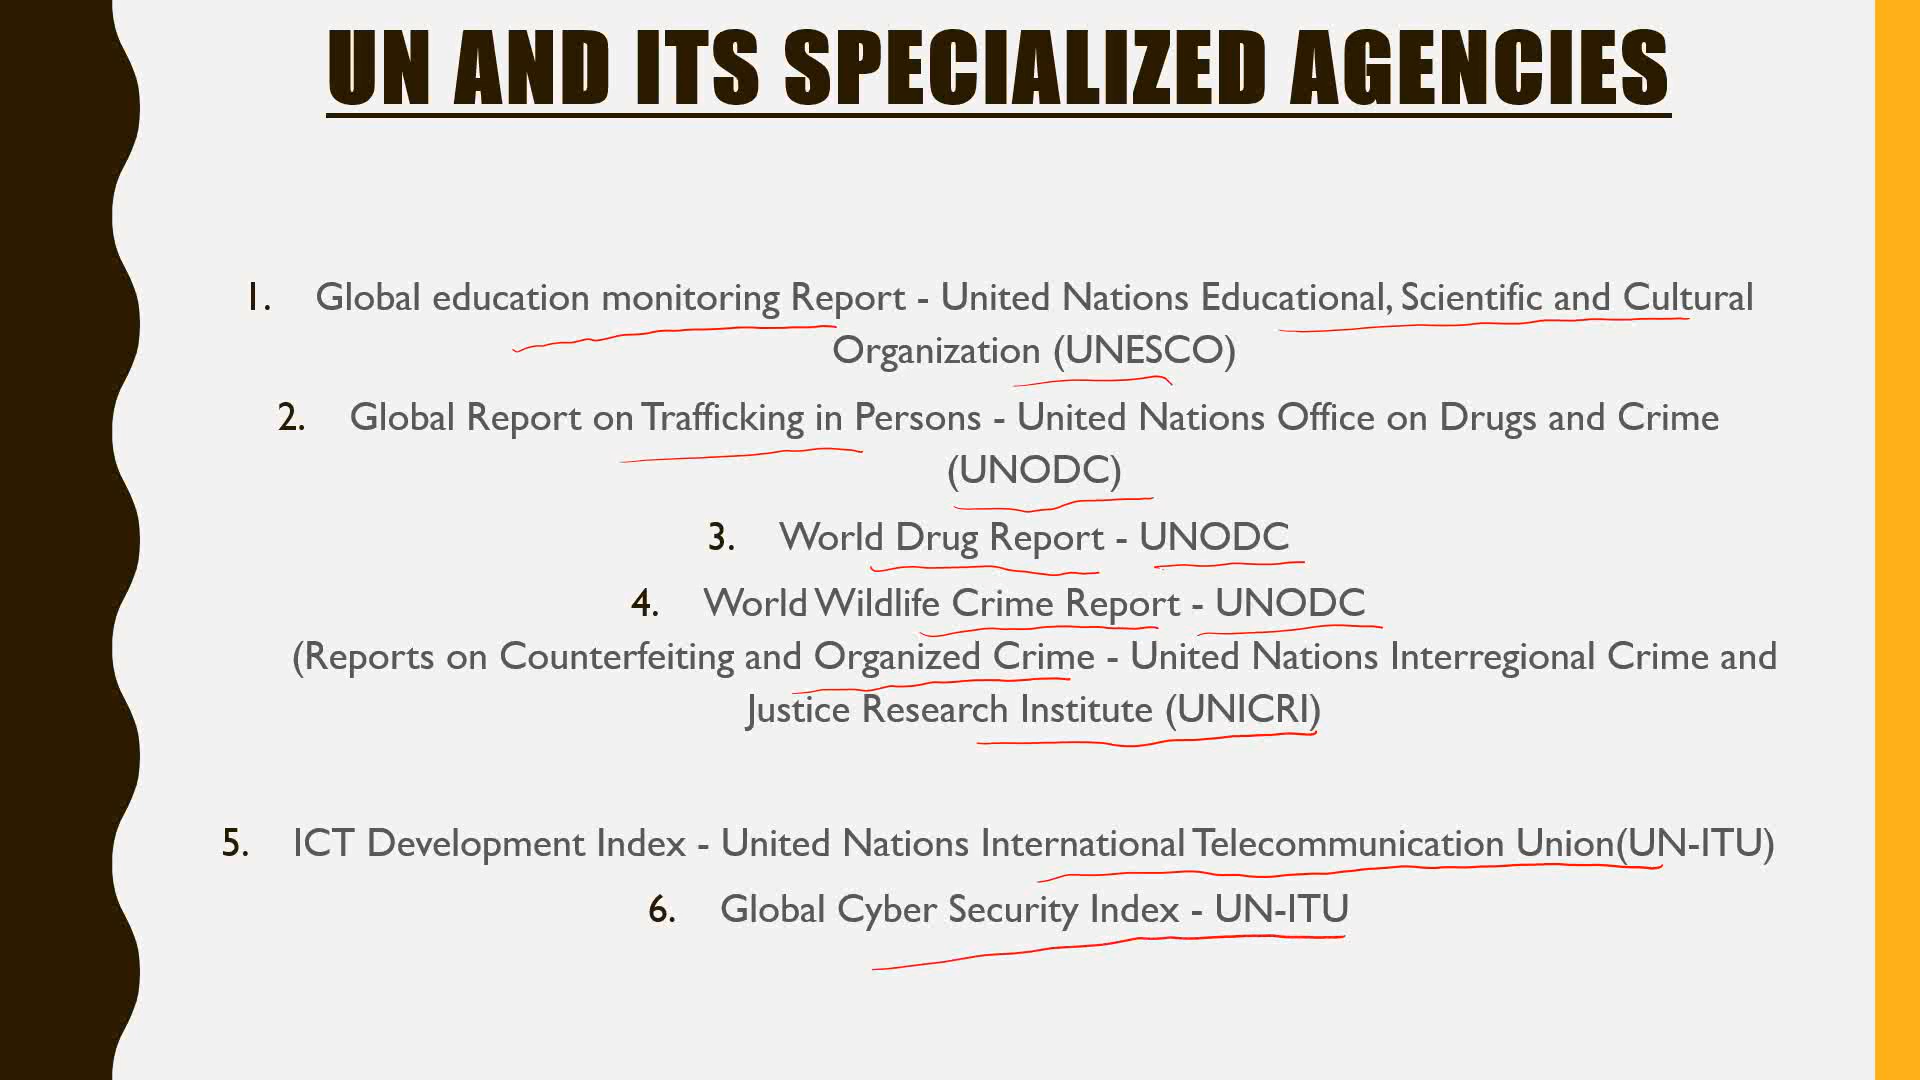 UN AND ITS SPECIALIZED AGENCIES
1. Global education monitoring Report - United Nations Educational, Scientific and Cultural
Organization (UNESCO)
2. Global Report on Trafficking in Persons - United Nations Office on Drugs and Crime
(UNODC)
3. World Drug Report - UNODC
4. World Wildlife Crime Report - UNODC
(Reports on Counterfeiting and Organized Crime - United Nations Interregional Crime and
Justice Research Institute (UNICRI)
5. ICT Development Index - United Nations International Telecommunication Union(UN-ITU)
6. Global Cyber Security Index - UN-ITU